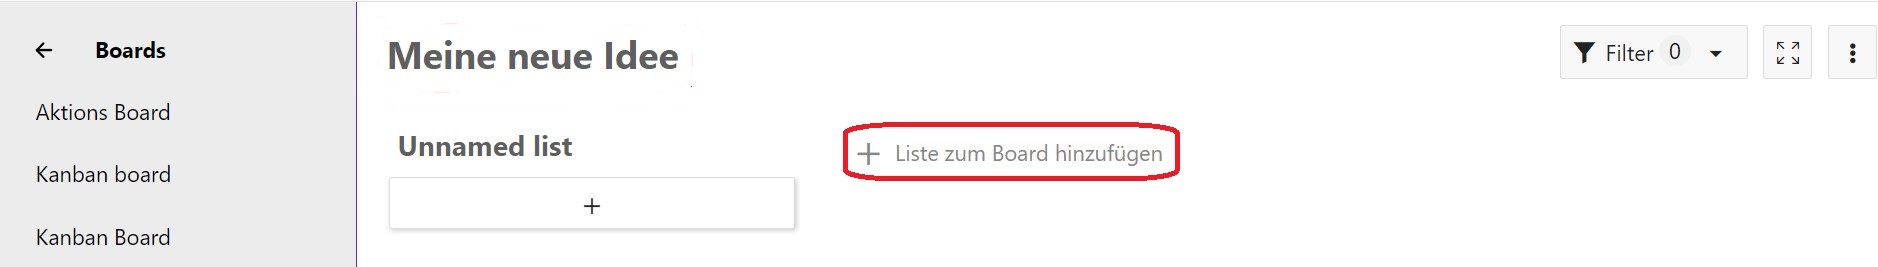 Boards
Aktions Board
Kanban board
Kanban Board
Meine neue Idee
Filter 0
Unnamed list
+
+ Liste zum Board hinzufügen